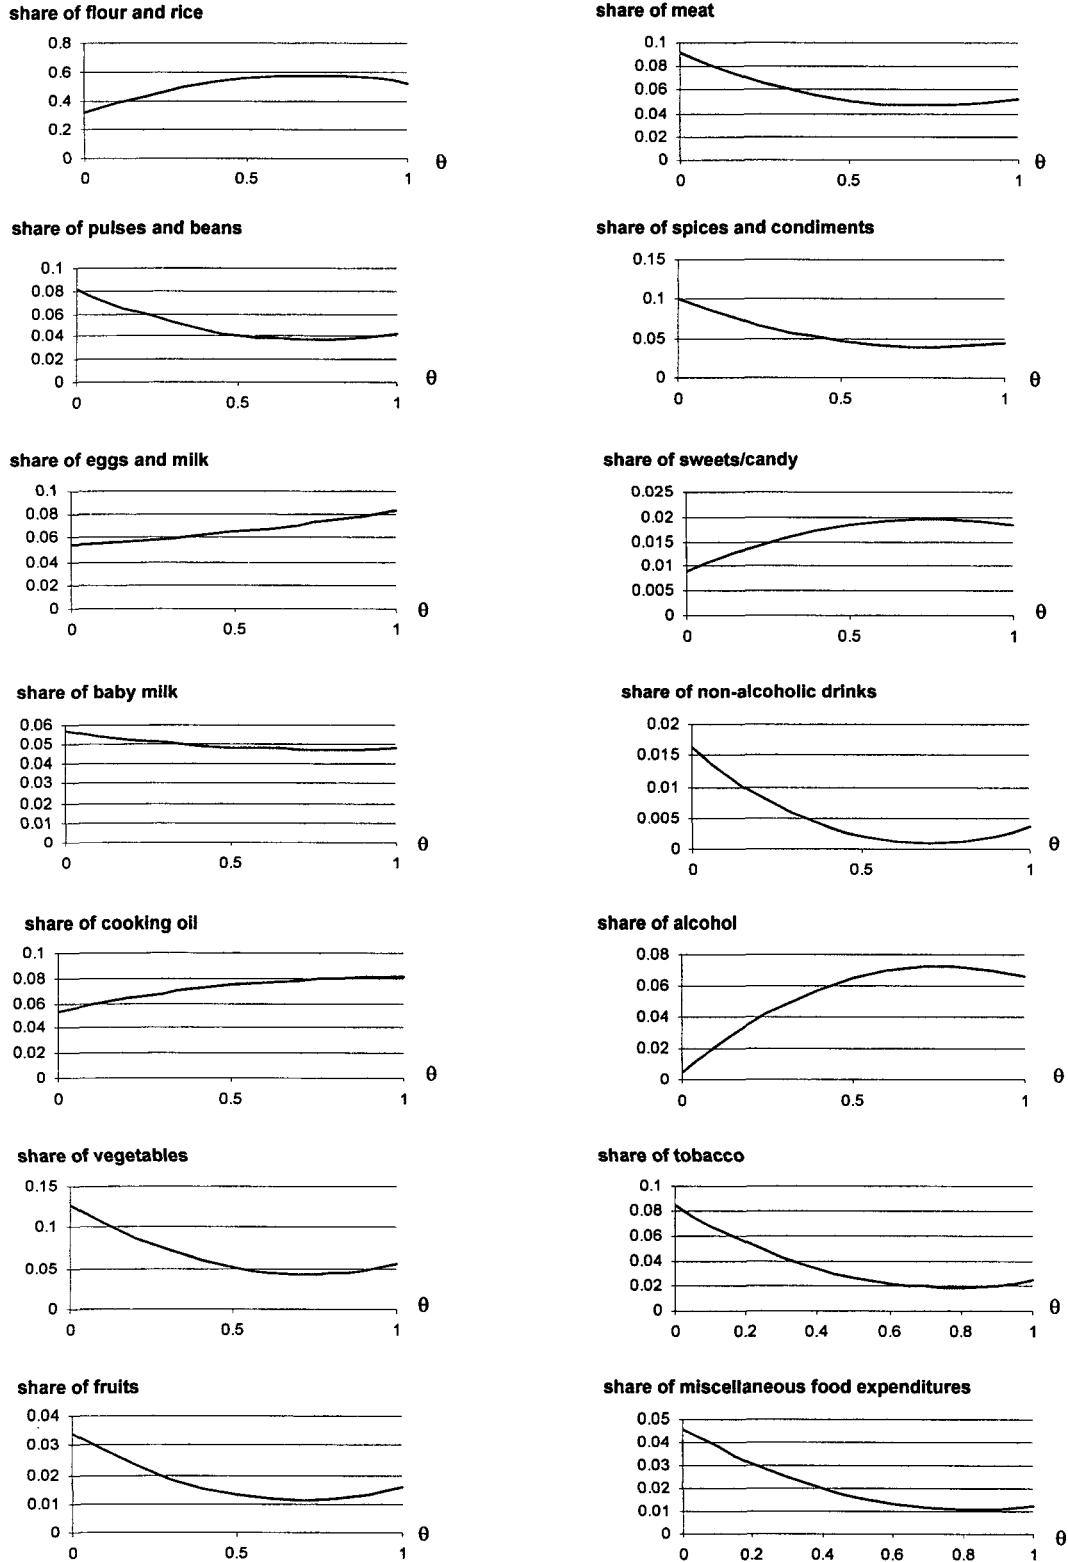 share of flour and rice
0.8
0.6
0.4
0.2
0
0 0.5 1
θ
share of meat
0.1
0.08
0.06
0.04
0.02
0
0 0.5 1
θ
share of pulses and beans
0.1
0.08
0.06
0.04
0.02
0
0 0.5 1
θ
share of spices and condiments
0.15
0.1
0.05
0
0 0.5 1
θ
share of eggs and milk
0.1
0.08
0.06
0.04
0.02
0
0 0.5 1
θ
share of sweets/candy
0.025
0.02
0.015
0.01
0.005
0
0 0.5 1
θ
share of baby milk
0.06
0.05
0.04
0.03
0.02
0.01
0
0 0.5 1
θ
share of non-alcoholic drinks
0.02
0.015
0.01
0.005
0
0 0.5 1
θ
share of cooking oil
0.1
0.08
0.06
0.04
0.02
0
0 0.5 1
θ
share of alcohol
0.08
0.06
0.04
0.02
0
0 0.5 1
θ
share of vegetables
0.15
0.1
0.05
0
0 0.5 1
θ
share of tobacco
0.1
0.08
0.06
0.04
0.02
0
0 0.2 0.4 0.6 0.8 1
θ
share of fruits
0.04
0.03
0.02
0.01
0
0 0.5 1
θ
share of miscellaneous food expenditures
0.05
0.04
0.03
0.02
0.01
0
0 0.2 0.4 0.6 0.8 1
θ